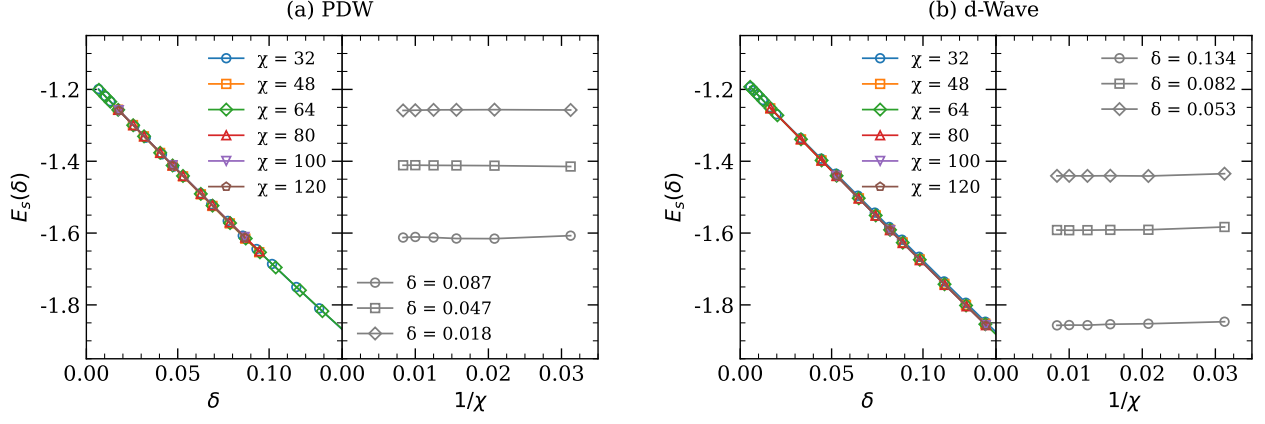 (a) PDW
(b) d-Wave
E_s(δ)
-1.2
-1.4
-1.6
-1.8
χ = 32
χ = 48
χ = 64
χ = 80
χ = 100
χ = 120
0.00
0.05
0.10
δ
δ = 0.087
δ = 0.047
δ = 0.018
0.00
0.01
0.02
0.03
1/χ
E_s(δ)
-1.2
-1.4
-1.6
-1.8
χ = 32
χ = 48
χ = 64
χ = 80
χ = 100
χ = 120
0.00
0.05
0.10
δ
δ = 0.134
δ = 0.082
δ = 0.053
0.00
0.01
0.02
0.03
1/χ